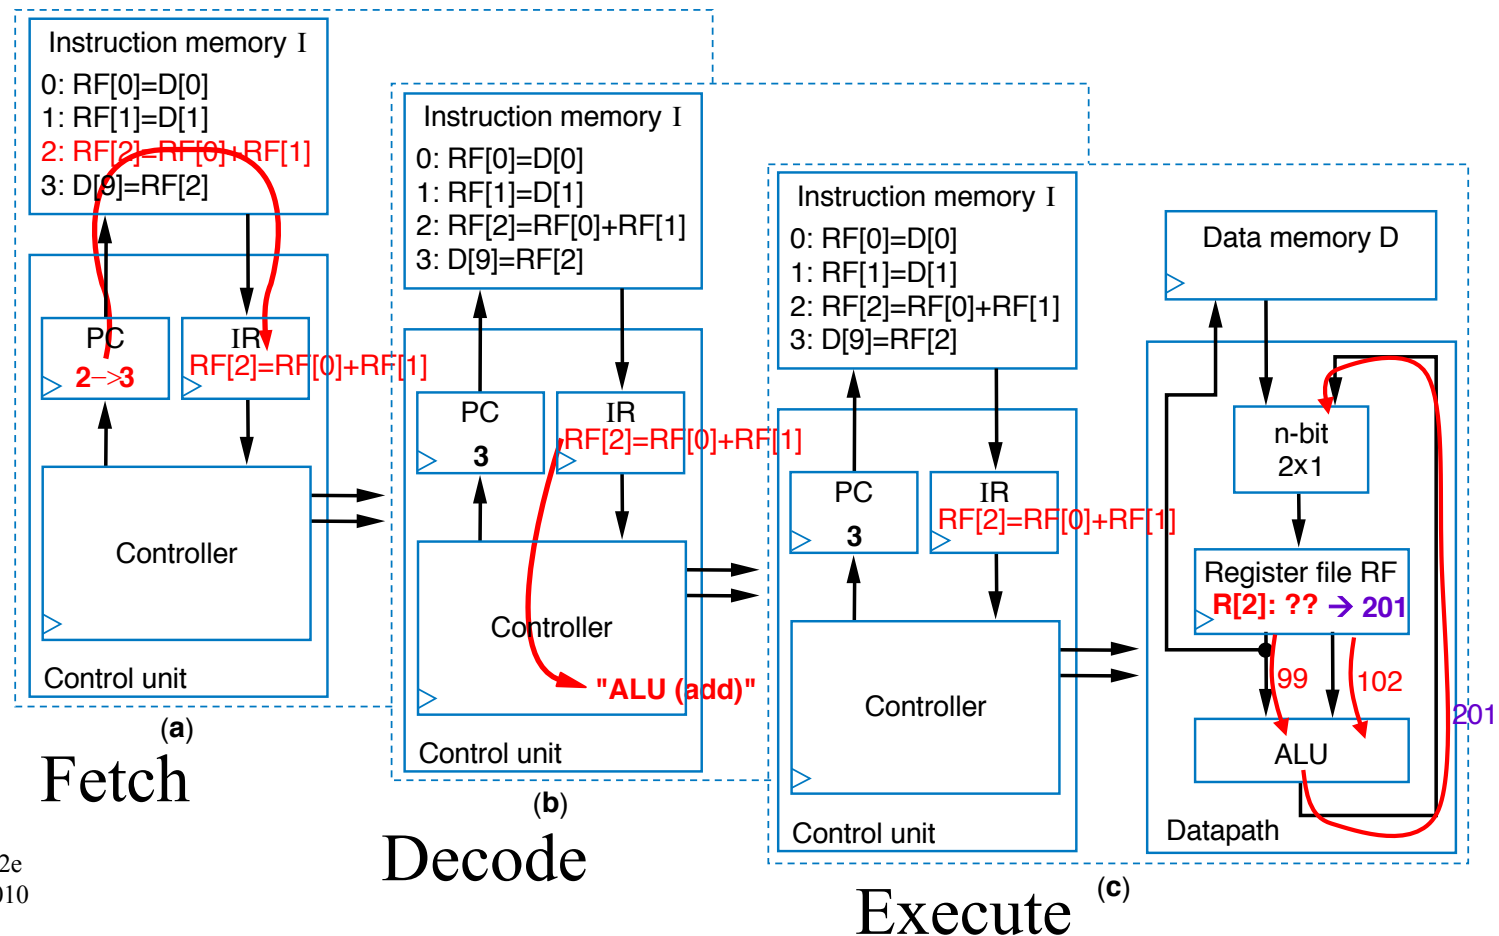 Instruction memory I
0: RF[0]=D[0]
1: RF[1]=D[1]
2: RF[2]=RF[0]+RF[1]
3: D[9]=RF[2]
PC
2->3
IR
RF[2]=RF[0]+RF[1]
Controller
Control unit
(a)
Fetch
Instruction memory I
0: RF[0]=D[0]
1: RF[1]=D[1]
2: RF[2]=RF[0]+RF[1]
3: D[9]=RF[2]
PC
3
IR
RF[2]=RF[0]+RF[1]
Controller
"ALU (add)"
Control unit
(b)
Decode
Instruction memory I
0: RF[0]=D[0]
1: RF[1]=D[1]
2: RF[2]=RF[0]+RF[1]
3: D[9]=RF[2]
PC
3
IR
RF[2]=RF[0]+RF[1]
Controller
Control unit
Data memory D
n-bit
2x1
Register file RF
R[2]: ?? → 201
99
102
201
ALU
Datapath
(c)
Execute
2e
010